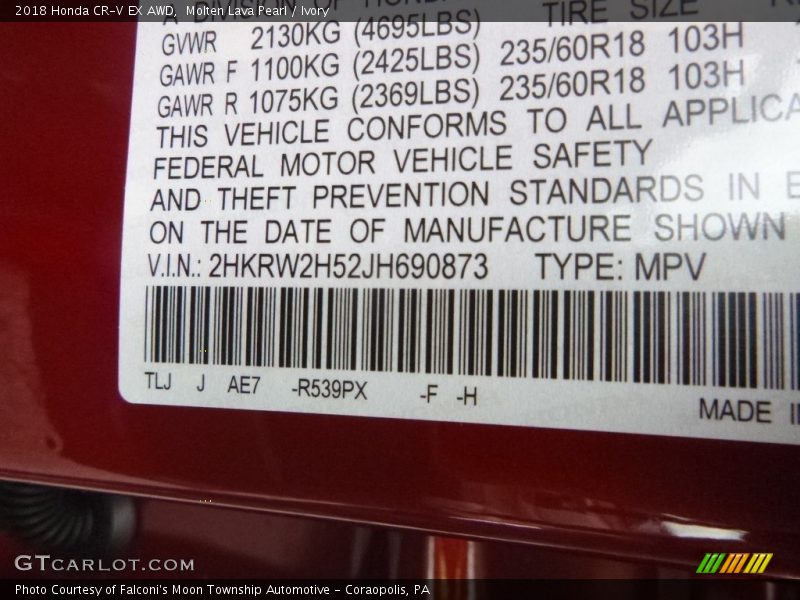 2018 Honda CR-V EX AWD, Molten Lava Pearl / Ivory
A DIVISION OF HONDA TIRE SIZE
GVWR 2130KG (4695LBS)
GAWR F 1100KG (2425LBS) 235/60R18 103H
GAWR R 1075KG (2369LBS) 235/60R18 103H
THIS VEHICLE CONFORMS TO ALL APPLICA
FEDERAL MOTOR VEHICLE SAFETY
AND THEFT PREVENTION STANDARDS IN E
ON THE DATE OF MANUFACTURE SHOWN
V.I.N.: 2HKRW2H52JH690873 TYPE: MPV
TLJ J AE7 -R539PX -F -H
MADE
GTCARLOT.COM
Photo Courtesy of Falconi's Moon Township Automotive - Coraopolis, PA